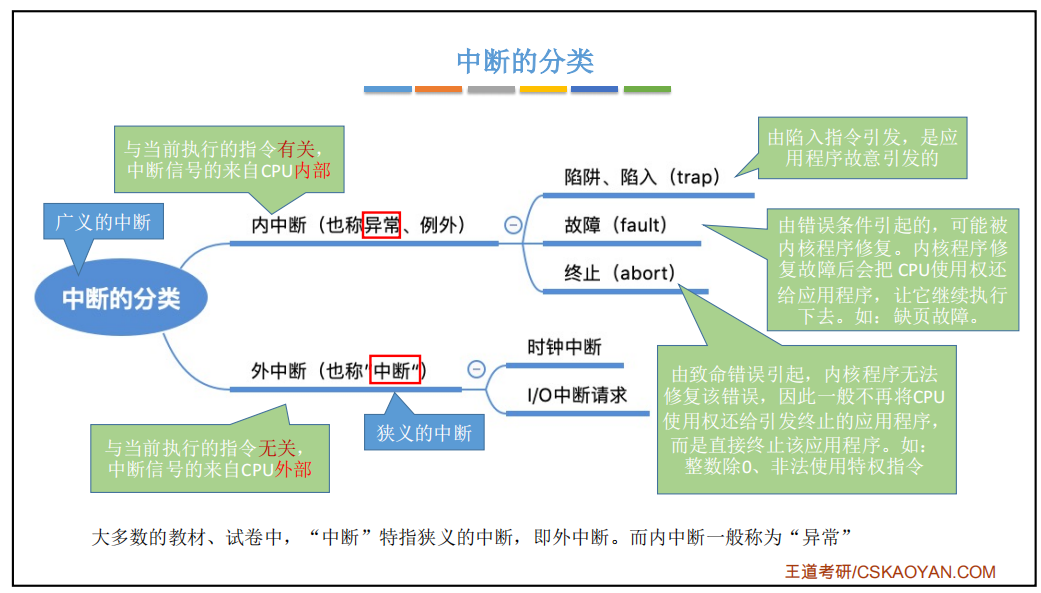 中断的分类
与当前执行的指令有关，
中断信号的来自CPU内部
由陷入指令引发，是应
用程序故意引发的
陷阱、陷入（trap）
广义的中断
内中断（也称异常、例外）
故障（fault）
由错误条件引起的，可能被
内核程序修复。内核程序修
复故障后会把 CPU使用权还
给应用程序，让它继续执行
下去。如：缺页故障。
终止（abort）
中断的分类
时钟中断
外中断（也称“中断“）
I/O中断请求
由致命错误引起，内核程序无法
修复该错误，因此一般不再将CPU
使用权还给引发终止的应用程序，
而是直接终止该应用程序。如：
整数除0、非法使用特权指令
狭义的中断
与当前执行的指令无关，
中断信号的来自CPU外部
大多数的教材、试卷中，“中断”特指狭义的中断，即外中断。而内中断一般称为“异常”
王道考研/CSKAOYAN.COM